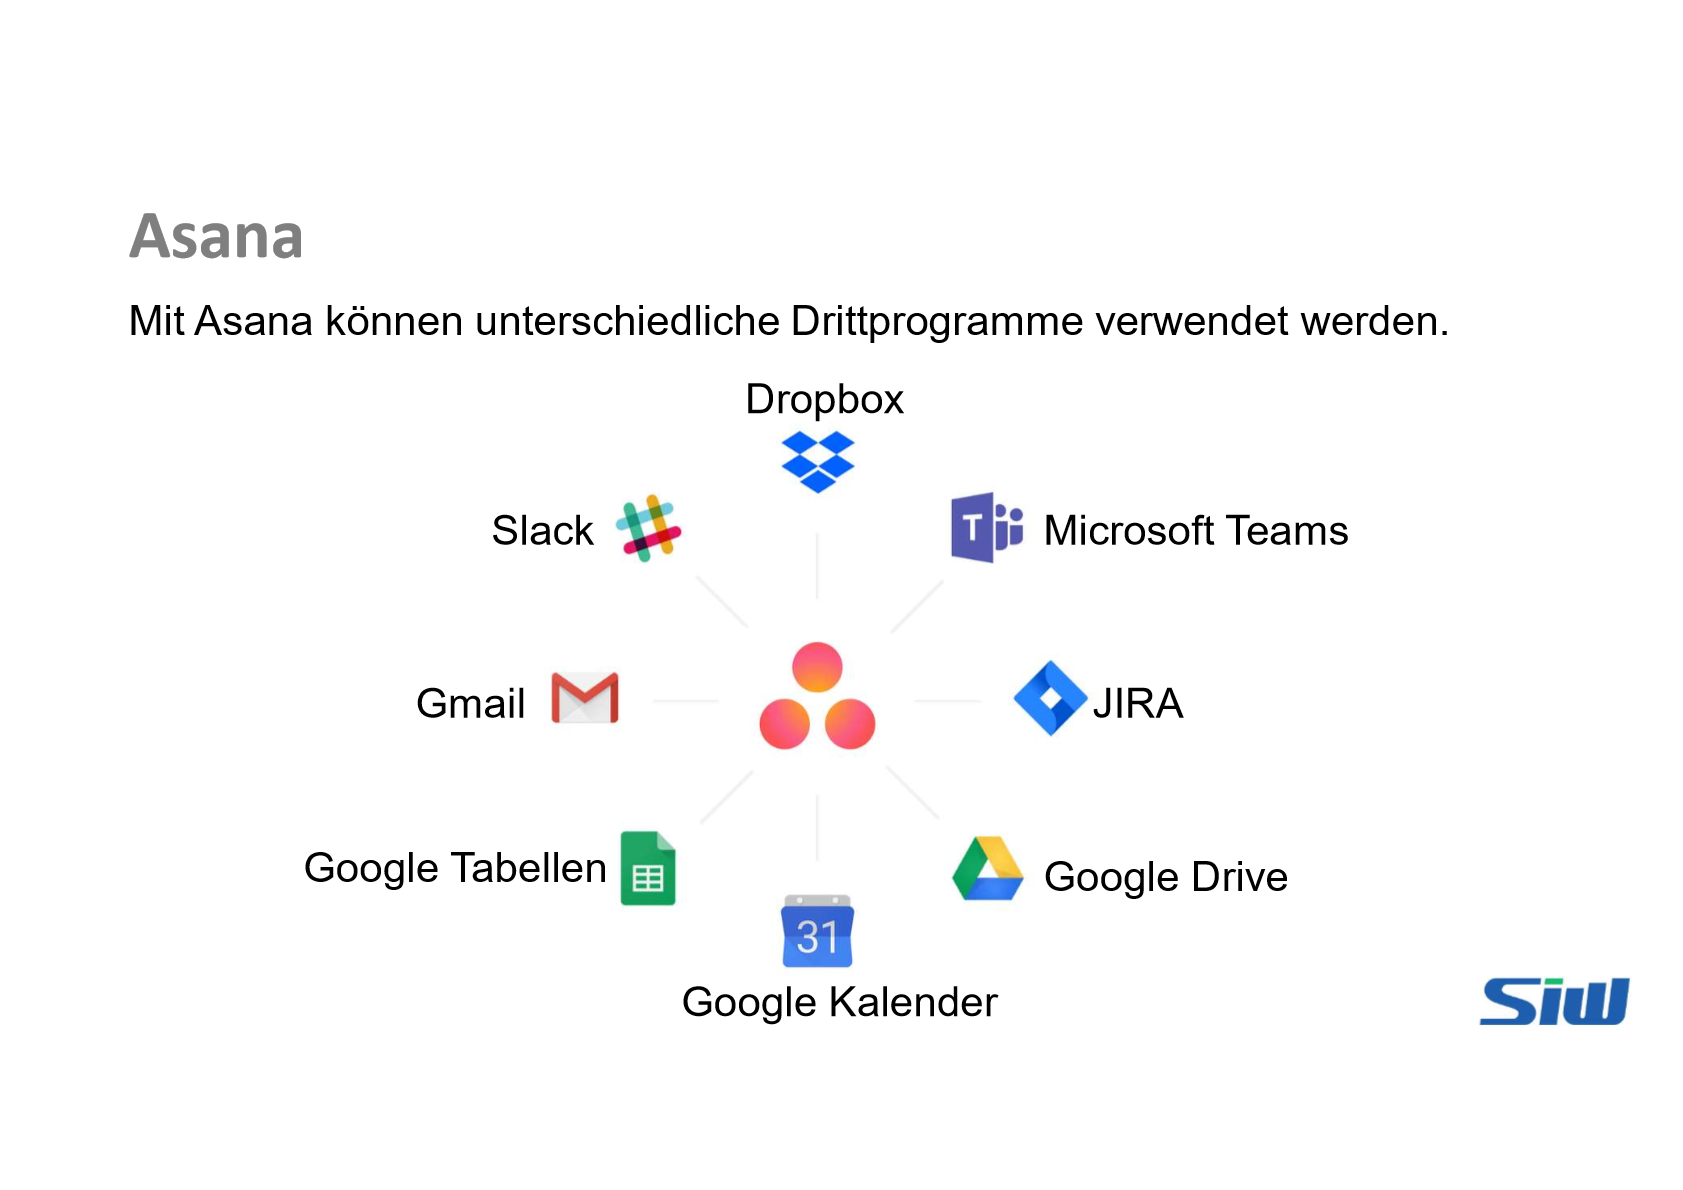 Asana
Mit Asana können unterschiedliche Drittprogramme verwendet werden.
Dropbox
Slack
T
Microsoft Teams
Gmail
JIRA
Google Tabellen
Google Drive
31
Google Kalender
Siw